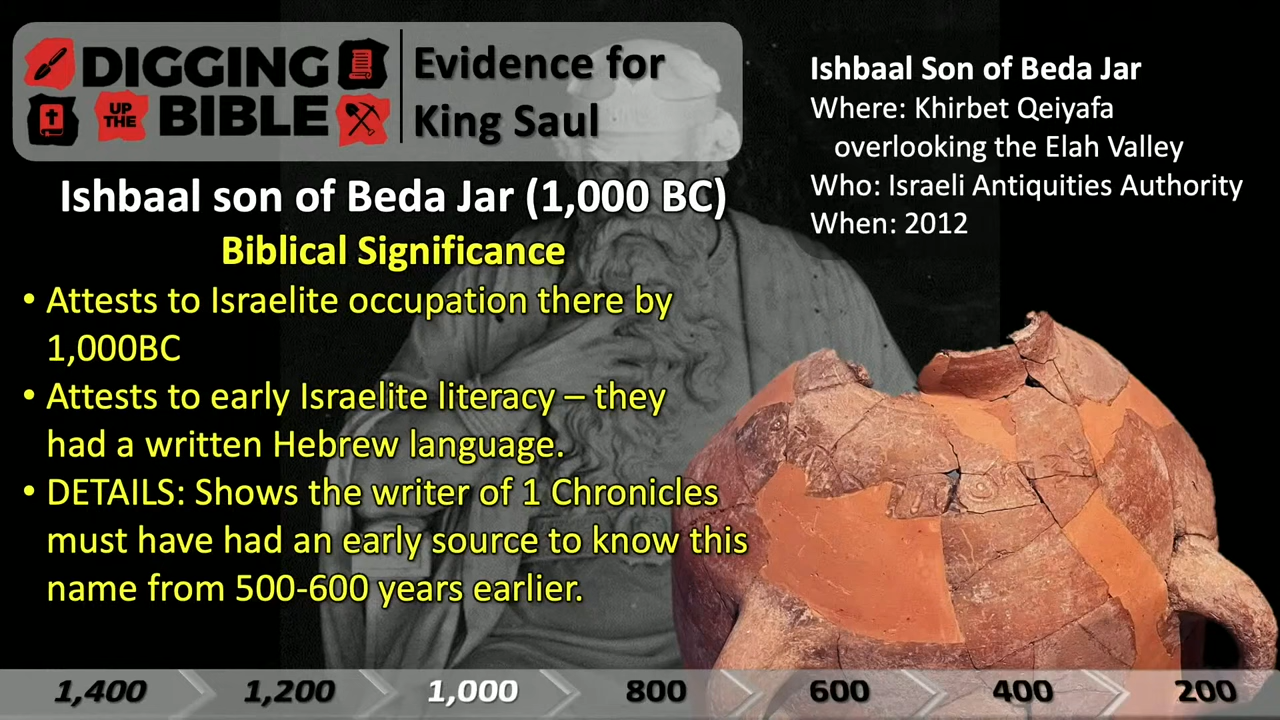 DIGGING
UP THE
BIBLE
Evidence for
King Saul
Ishbaal Son of Beda Jar
Where: Khirbet Qeiyafa
overlooking the Elah Valley
Who: Israeli Antiquities Authority
When: 2012
Ishbaal son of Beda Jar (1,000 BC)
Biblical Significance
• Attests to Israelite occupation there by
1,000BC
• Attests to early Israelite literacy – they
had a written Hebrew language.
• DETAILS: Shows the writer of 1 Chronicles
must have had an early source to know this
name from 500-600 years earlier.
1,400 1,200 1,000 800 600 400 200